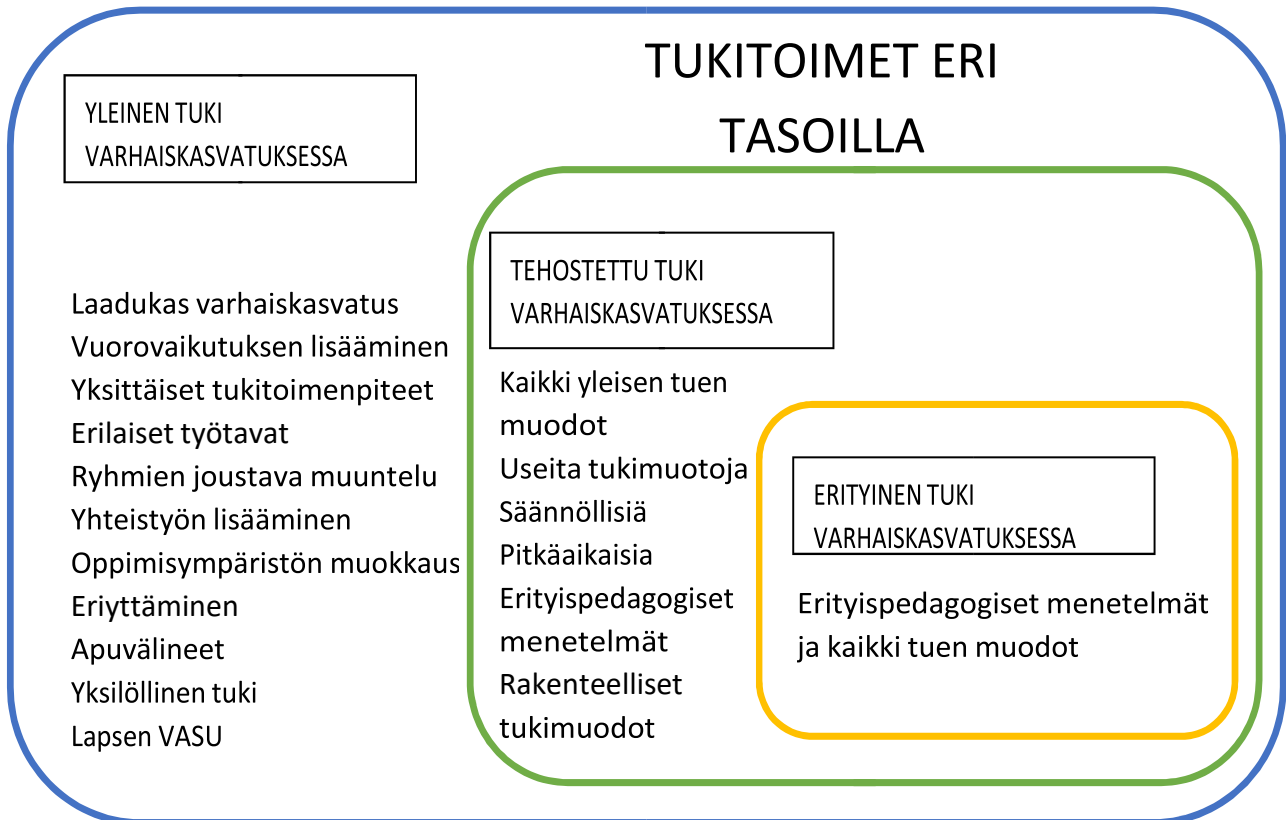 TUKITOIMET ERI
TASOILLA
YLEINEN TUKI
VARHAISKASVATUKSESSA
Laadukas varhaiskasvatus
Vuorovaikutuksen lisääminen
Yksittäiset tukitoimenpiteet
Erilaiset työtavat
Ryhmien joustava muuntelu
Yhteistyön lisääminen
Oppimisympäristön muokkaus
Eriyttäminen
Apuvälineet
Yksilöllinen tuki
Lapsen VASU
TEHOSTETTU TUKI
VARHAISKASVATUKSESSA
Kaikki yleisen tuen
muodot
Useita tukimuotoja
Säännöllisiä
Pitkäaikaisia
Erityispedagogiset
menetelmät
Rakenteelliset
tukimuodot
ERITYINEN TUKI
VARHAISKASVATUKSESSA
Erityispedagogiset menetelmät
ja kaikki tuen muodot